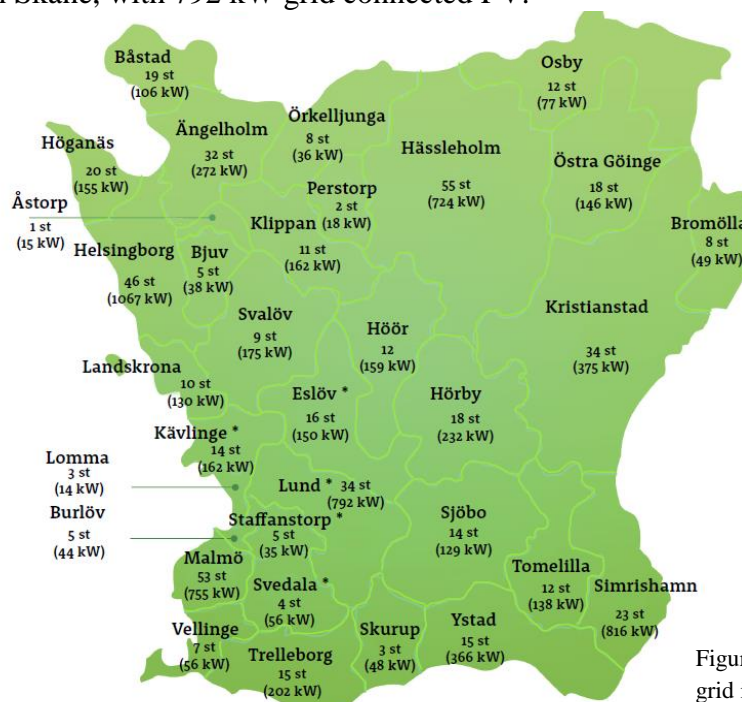 Skåne, with 792 kW grid connected PV.
Båstad
19 st
(106 kW)
Osby
12 st
(77 kW)
Örkelljunga
8 st
(36 kW)
Ängelholm
32 st
(272 kW)
Hässleholm
55 st
(724 kW)
Östra Göinge
18 st
(146 kW)
Höganäs
20 st
(155 kW)
Perstorp
2 st
(18 kW)
Åstorp
1 st
(15 kW)
Klippan
11 st
(162 kW)
Bromölla
8 st
(49 kW)
Helsingborg
46 st
(1067 kW)
Bjuv
5 st
(38 kW)
Kristianstad
34 st
(375 kW)
Svalöv
9 st
(175 kW)
Höör
12
(159 kW)
Landskrona
10 st
(130 kW)
Eslöv *
16 st
(150 kW)
Hörby
18 st
(232 kW)
Kävlinge *
14 st
(162 kW)
Lomma
3 st
(14 kW)
Lund * 34 st
(792 kW)
Burlöv
5 st
(44 kW)
Staffanstorp *
5 st
(35 kW)
Sjöbo
14 st
(129 kW)
Malmö
53 st
(755 kW)
Svedala *
4 st
(56 kW)
Tomelilla
12 st
(138 kW)
Simrishamn
23 st
(816 kW)
Vellinge
7 st
(56 kW)
Trelleborg
15 st
(202 kW)
Skurup
3 st
(48 kW)
Ystad
15 st
(366 kW)
Figur
grid